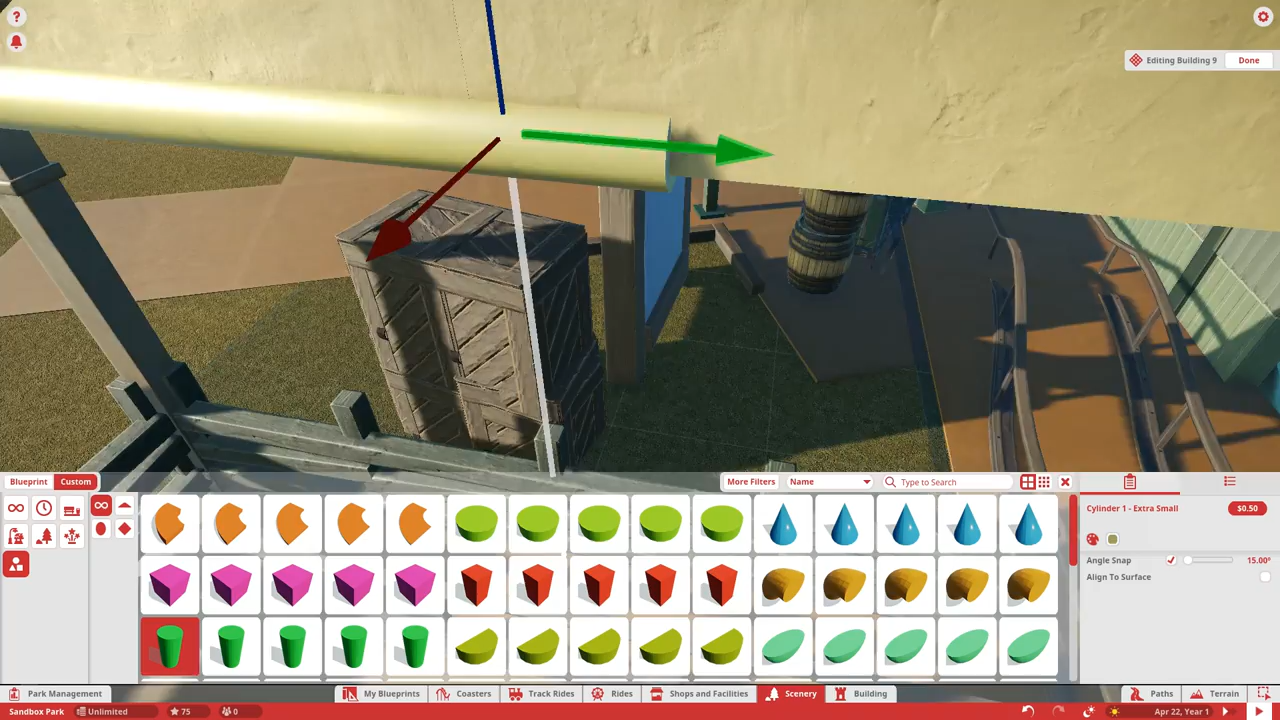 ?
Editing Building 9
Done
Blueprint
Custom
More Filters
Name
Type to Search
Cylinder 1 - Extra Small
$0.50
Angle Snap
15.00°
Align To Surface
Park Management
My Blueprints
Coasters
Track Rides
Rides
Shops and Facilities
Scenery
Building
Paths
Terrain
Sandbox Park
Unlimited
75
0
Apr 22, Year 1